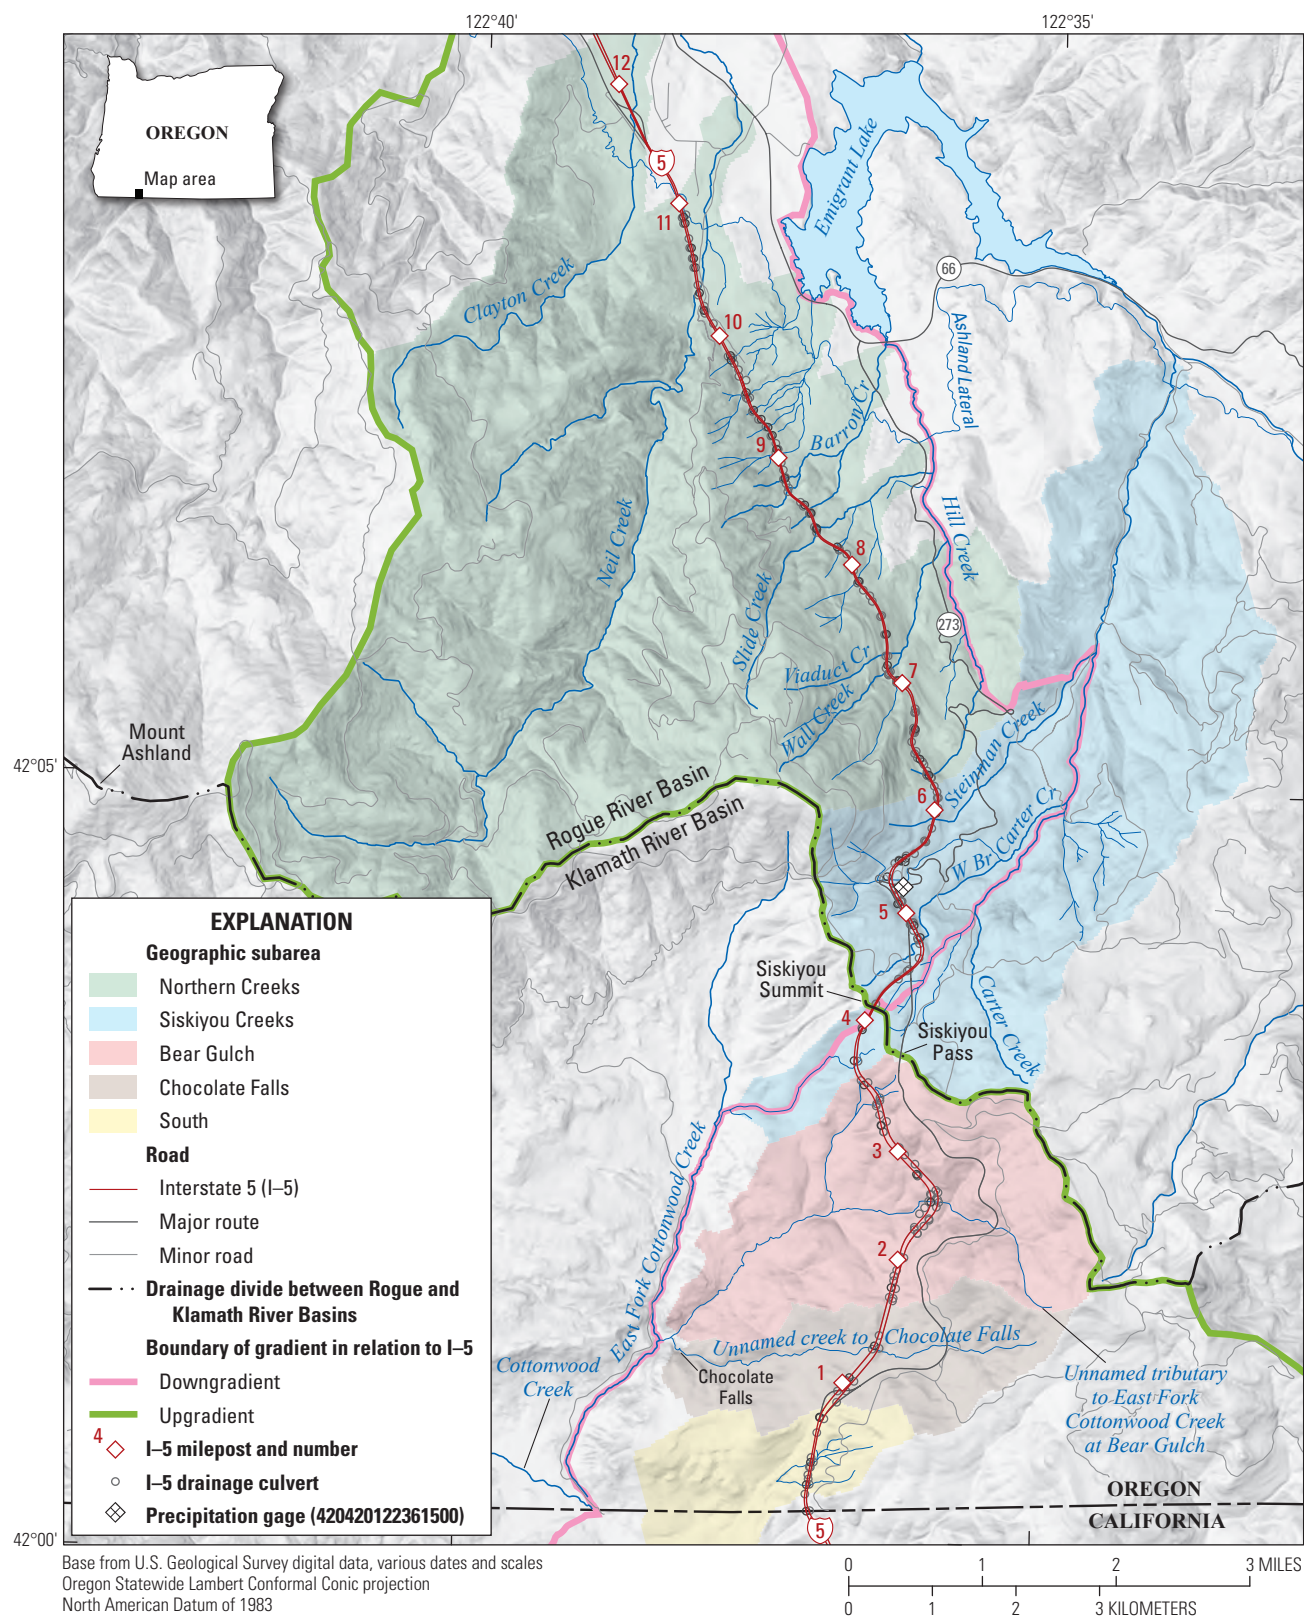 122°40'
122°35'
12
OREGON
Map area
5
Emigrant Lake
11
66
Clayton Creek
10
Ashland Lateral
Barron Cr
9
Hill Creek
Neil Creek
8
Slide Creek
273
Viaduct Cr
7
Wall Creek
Steinman Creek
Mount
Ashland
42°05'
Rogue River Basin
Klamath River Basin
6
W Br Carter Cr
5
Siskiyou
Summit
Carter Creek
4
Siskiyou
Pass
3
East Fork Cottonwood Creek
2
Unnamed creek to Chocolate Falls
Cottonwood
Creek
Chocolate
Falls
1
Unnamed tributary
to East Fork
Cottonwood Creek
at Bear Gulch
OREGON
CALIFORNIA
5
42°00'
EXPLANATION
Geographic subarea
Northern Creeks
Siskiyou Creeks
Bear Gulch
Chocolate Falls
South
Road
Interstate 5 (I–5)
Major route
Minor road
Drainage divide between Rogue and
Klamath River Basins
Boundary of gradient in relation to I–5
Downgradient
Upgradient
4
I–5 milepost and number
I–5 drainage culvert
Precipitation gage (420420122361500)
Base from U.S. Geological Survey digital data, various dates and scales
Oregon Statewide Lambert Conformal Conic projection
North American Datum of 1983
0 1 2 3 MILES
0 1 2 3 KILOMETERS